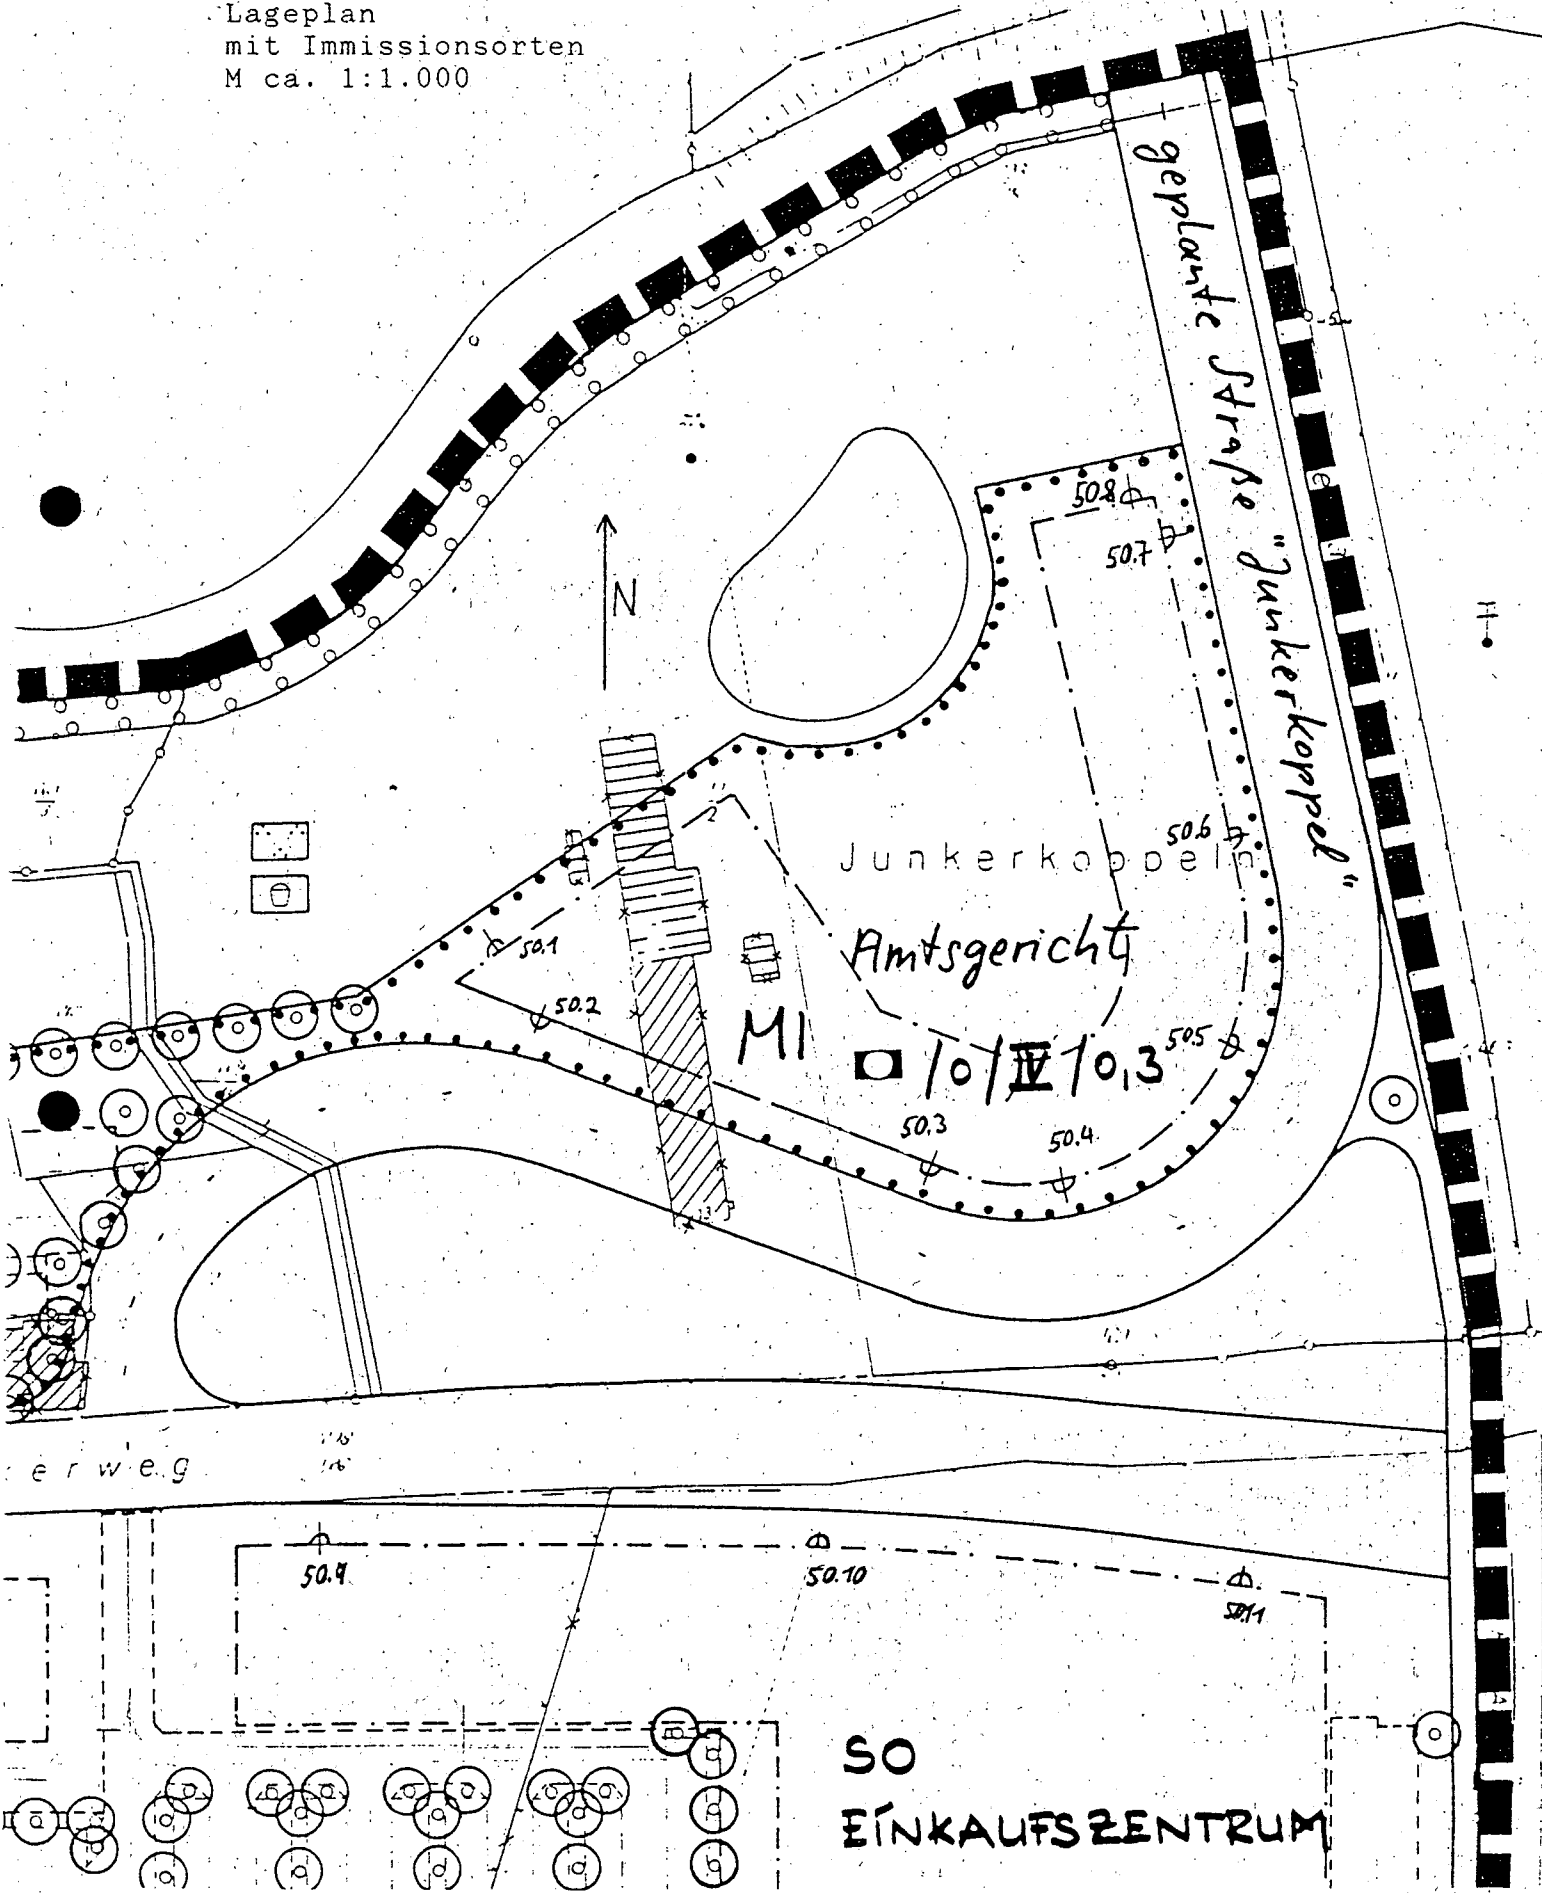 Lageplan
mit Immissionsorten
M ca. 1:1.000
geplante Straße "Junkerkoppel"
50.8
50.7
N
50.6
Junkerkoppeln
50.1
Amtsgericht
50.2
MI
/o/IV/0,3
50.5
50.3
50.4
erweg
50.9
50.10
50.11
SO
EINKAUFSZENTRUM